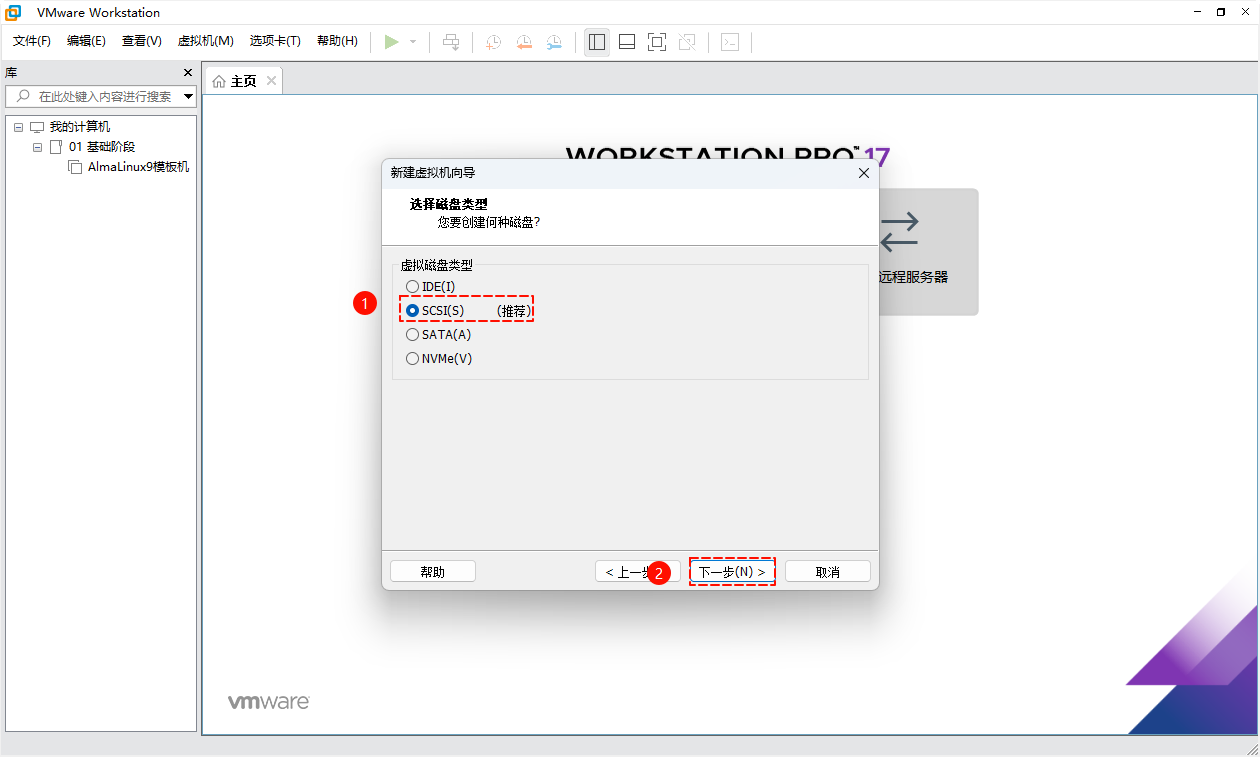 VMware Workstation
文件(F) 编辑(E) 查看(V) 虚拟机(M) 选项卡(T) 帮助(H)
库
在此处键入内容进行搜索
我的计算机
01 基础阶段
AlmaLinux9模板机
主页
WORKSTATION PRO™ 17
远程服务器
新建虚拟机向导
选择磁盘类型
您要创建何种磁盘?
虚拟磁盘类型
IDE(I)
1
SCSI(S) (推荐)
SATA(A)
NVMe(V)
帮助
< 上一步
2
下一步(N) >
取消
vmware